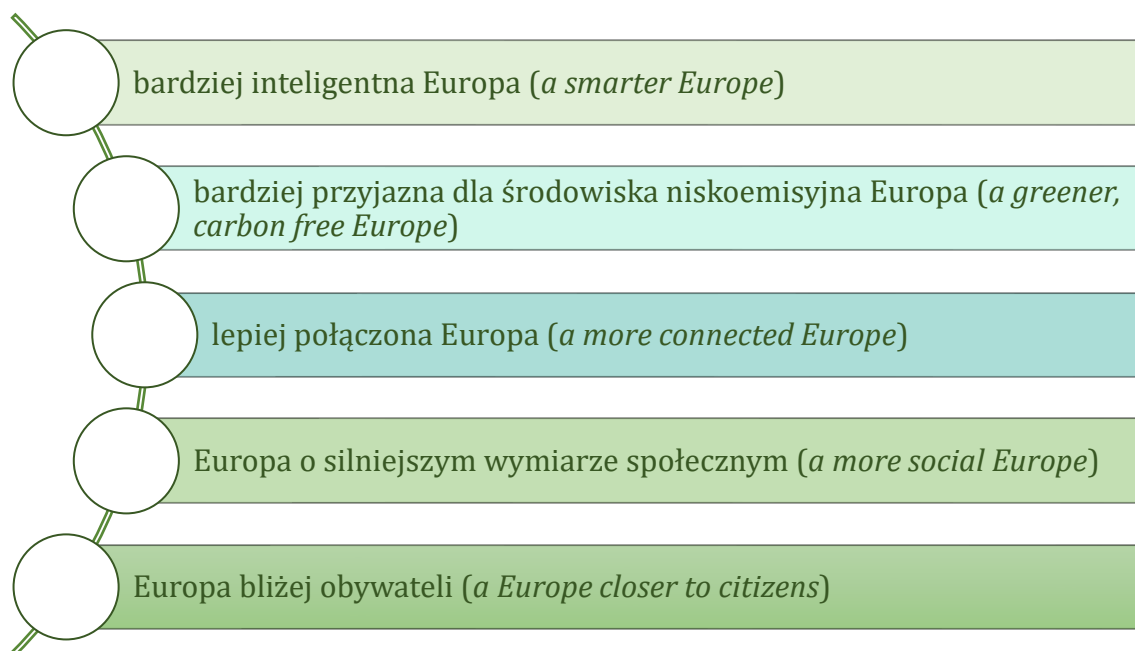 bardziej inteligentna Europa (a smarter Europe)
bardziej przyjazna dla środowiska niskoemisyjna Europa (a greener,
carbon free Europe)
lepiej połączona Europa (a more connected Europe)
Europa o silniejszym wymiarze społecznym (a more social Europe)
Europa bliżej obywateli (a Europe closer to citizens)